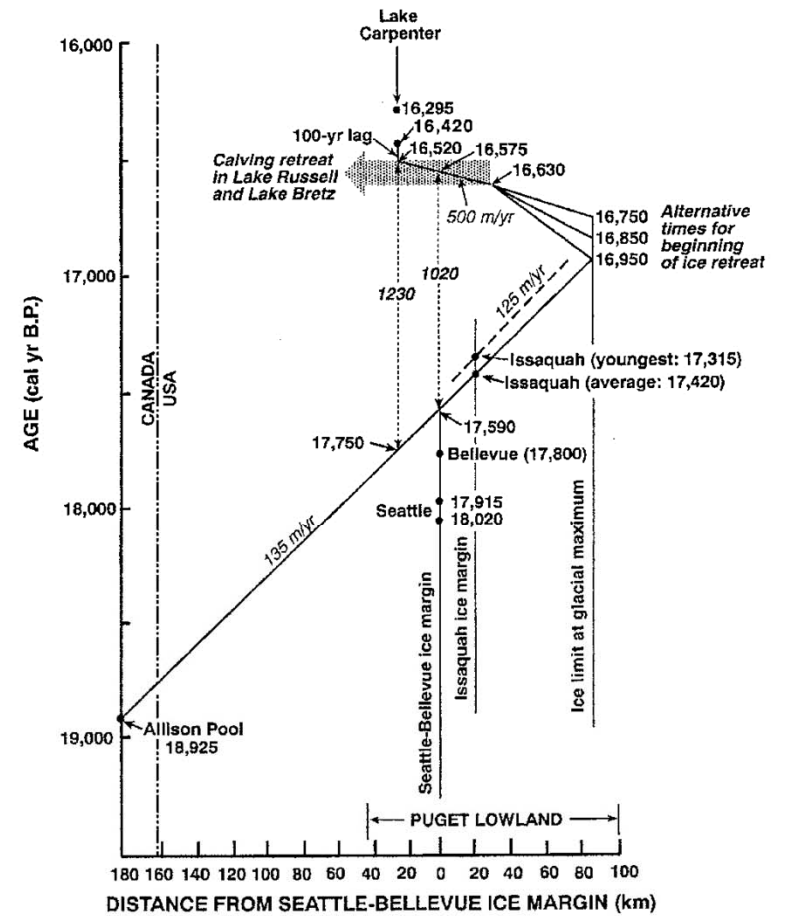 Lake
Carpenter
16,000
16,295
16,420
100-yr lag
16,520
16,575
16,630
Calving retreat
in Lake Russell
and Lake Bretz
500 m/yr
16,750
16,850
16,950
Alternative
times for
beginning
of ice retreat
17,000
1230
1020
125 m/yr
AGE (cal yr B.P.)
CANADA
USA
Issaquah (youngest: 17,315)
Issaquah (average: 17,420)
17,590
17,750
Bellevue (17,800)
18,000
Seattle
17,915
18,020
135 m/yr
Seattle-Bellevue ice margin
Issaquah ice margin
Ice limit at glacial maximum
Allison Pool
18,925
19,000
PUGET LOWLAND
180 160 140 120 100 80 60 40 20 0 20 40 60 80 100
DISTANCE FROM SEATTLE-BELLEVUE ICE MARGIN (km)